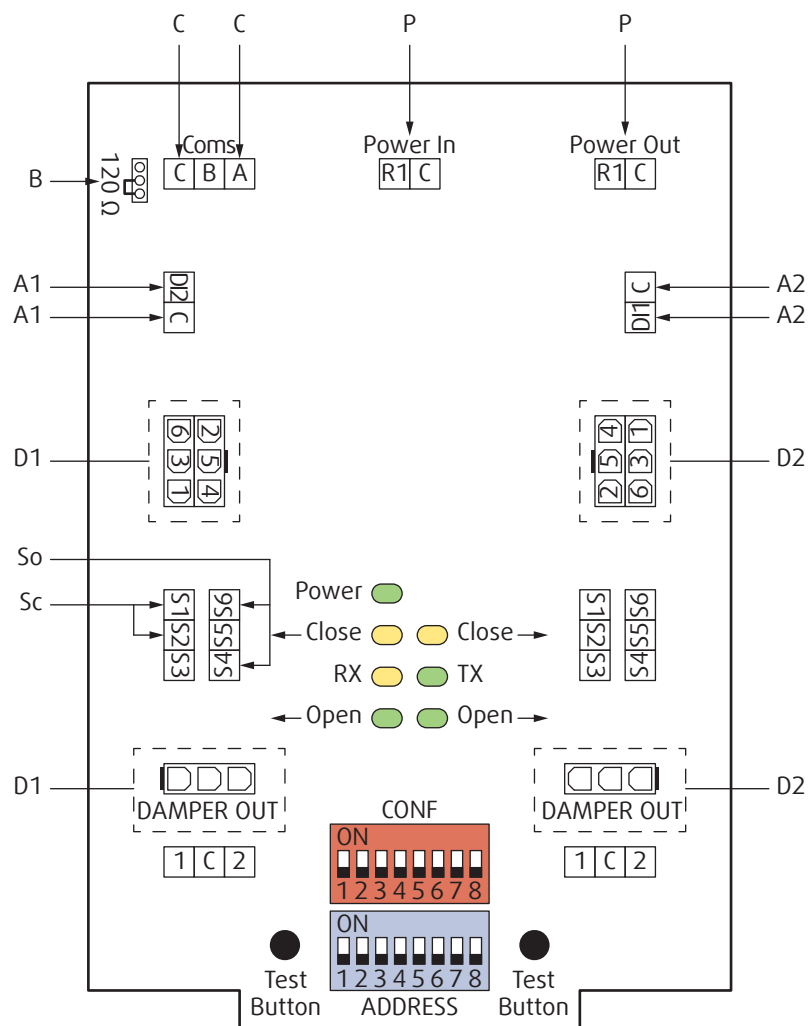 C C P P
Coms Power In Power Out
B 120 Ω C B A R1 C R1 C
A1 DI2 C A2
A1 C DI1 A2
6 2 4 1
D1 3 5 5 3 D2
1 4 2 6
So
Power
Sc S1 S6 S1 S6
S2 S5 Close Close S2 S5
S3 S4 RX TX S3 S4
Open Open
D1 D2
DAMPER OUT CONF DAMPER OUT
ON
1 C 2 1 C 2
1 2 3 4 5 6 7 8
ON
1 2 3 4 5 6 7 8
Test Button ADDRESS Test Button